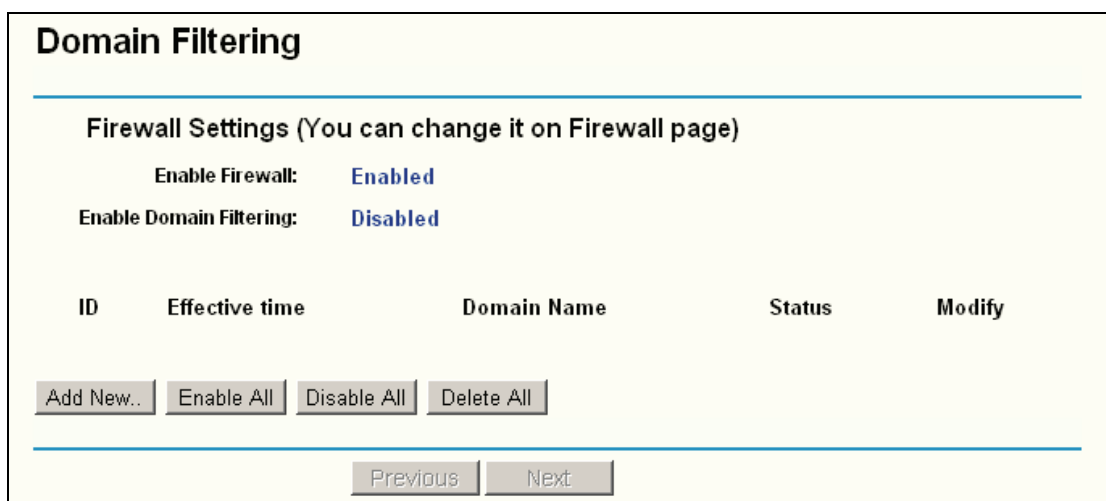 Domain Filtering
Firewall Settings (You can change it on Firewall page)
Enable Firewall: Enabled
Enable Domain Filtering: Disabled
ID Effective time Domain Name Status Modify
Add New.. Enable All Disable All Delete All
Previous Next